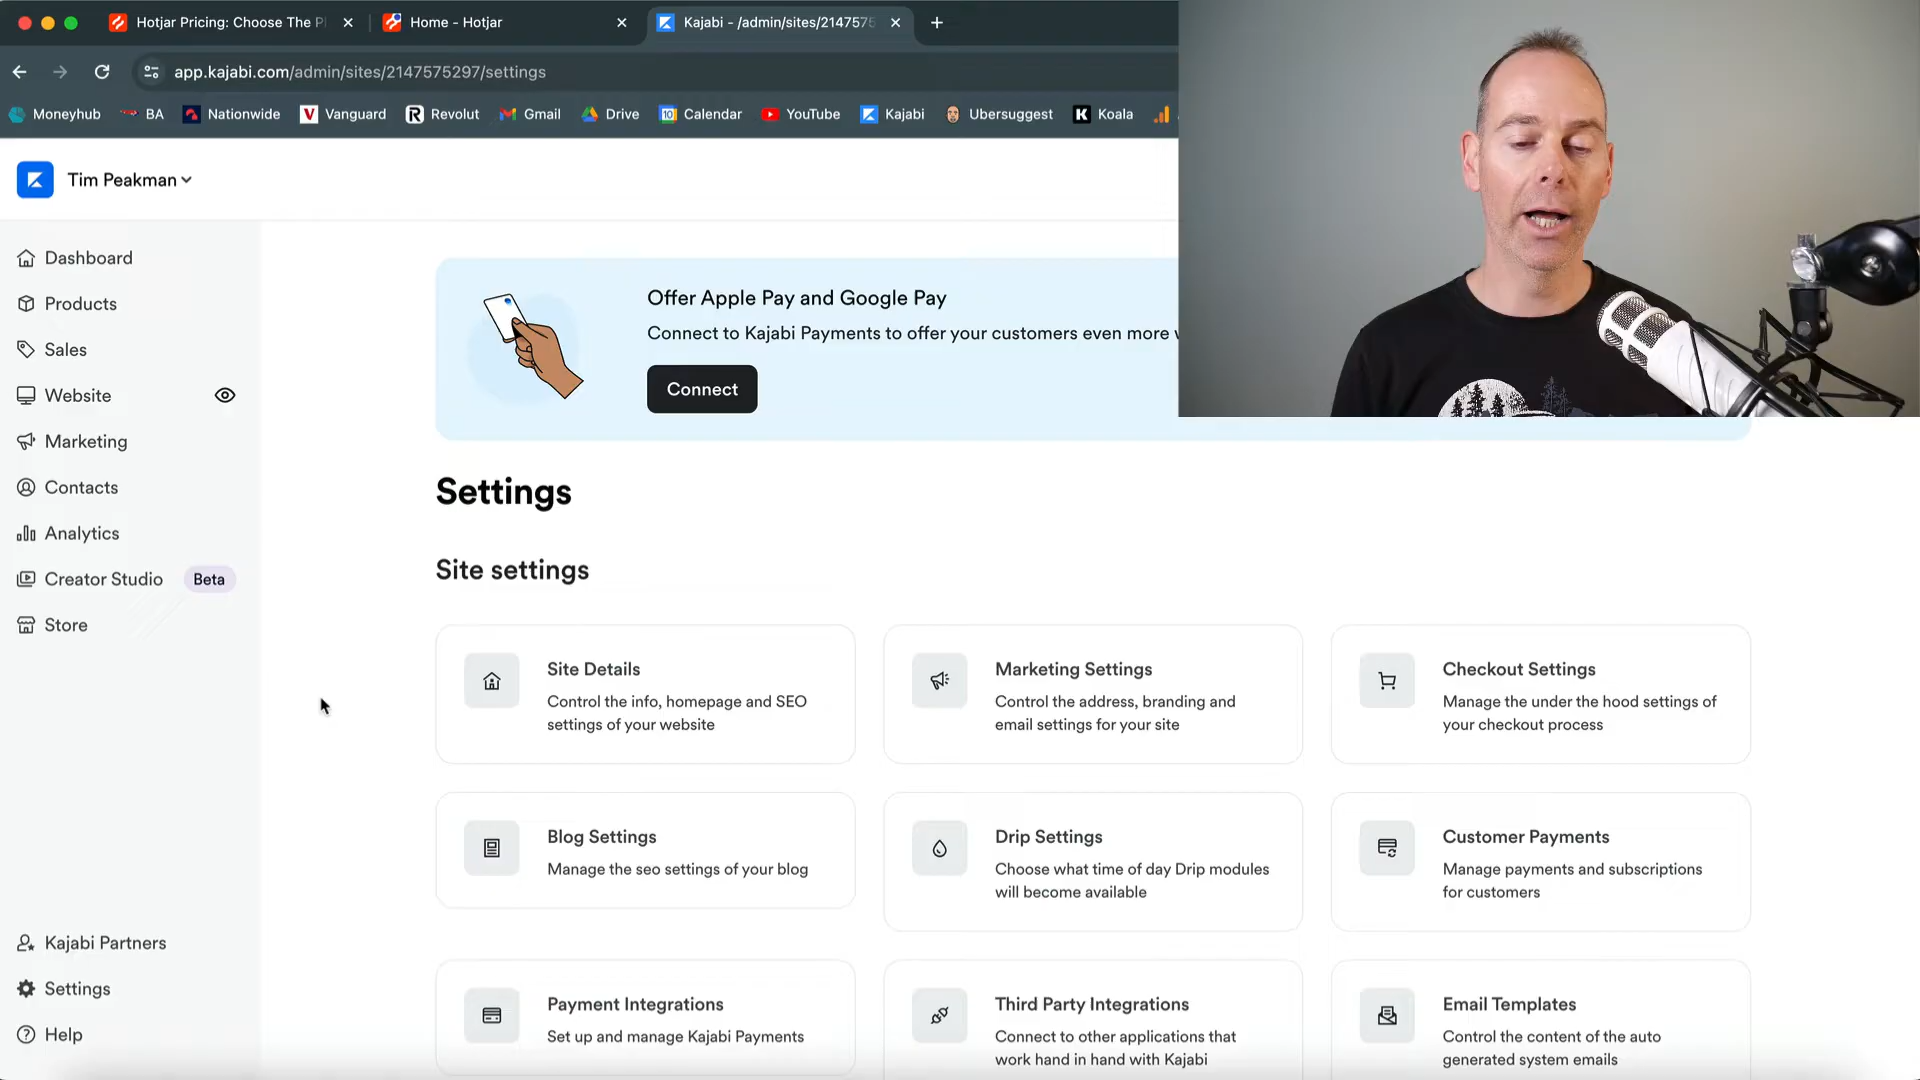 Hotjar Pricing: Choose The Pl
Home - Hotjar
Kajabi - /admin/sites/2147575
app.kajabi.com/admin/sites/2147575297/settings
Moneyhub
BA
Nationwide
Vanguard
Revolut
Gmail
Drive
10
Calendar
YouTube
Kajabi
Ubersuggest
Koala
Tim Peakman
Dashboard
Products
Sales
Website
Marketing
Contacts
Analytics
Creator Studio Beta
Store
Kajabi Partners
Settings
Help
Offer Apple Pay and Google Pay
Connect to Kajabi Payments to offer your customers even more
Connect
Settings
Site settings
Site Details
Control the info, homepage and SEO
settings of your website
Marketing Settings
Control the address, branding and
email settings for your site
Checkout Settings
Manage the under the hood settings of
your checkout process
Blog Settings
Manage the seo settings of your blog
Drip Settings
Choose what time of day Drip modules
will become available
Customer Payments
Manage payments and subscriptions
for customers
Payment Integrations
Set up and manage Kajabi Payments
Third Party Integrations
Connect to other applications that
work hand in hand with Kajabi
Email Templates
Control the content of the auto
generated system emails